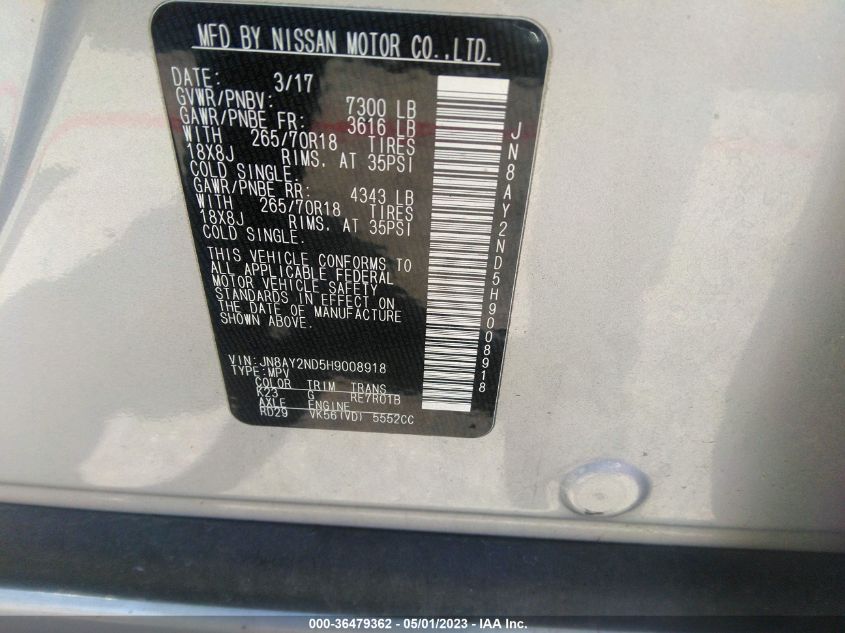 MFD BY NISSAN MOTOR CO.,LTD.
DATE: 3/17
GVWR/PNBV: 7300 LB
GAWR/PNBE FR: 3616 LB
WITH 265/70R18 TIRES
18X8J RIMS. AT 35PSI
COLD SINGLE.
GAWR/PNBE RR: 4343 LB
WITH 265/70R18 TIRES
18X8J RIMS. AT 35PSI
COLD SINGLE.
THIS VEHICLE CONFORMS TO
ALL APPLICABLE FEDERAL
MOTOR VEHICLE SAFETY
STANDARDS IN EFFECT ON
THE DATE OF MANUFACTURE
SHOWN ABOVE.
VIN:JN8AY2ND5H9008918
TYPE:MPV
COLOR TRIM TRANS
K23 G RE7R01B
AXLE ENGINE
RD29 VK56(VD) 5552CC
JN8AY2ND5H9008918
000-36479362 - 05/01/2023 - IAA Inc.